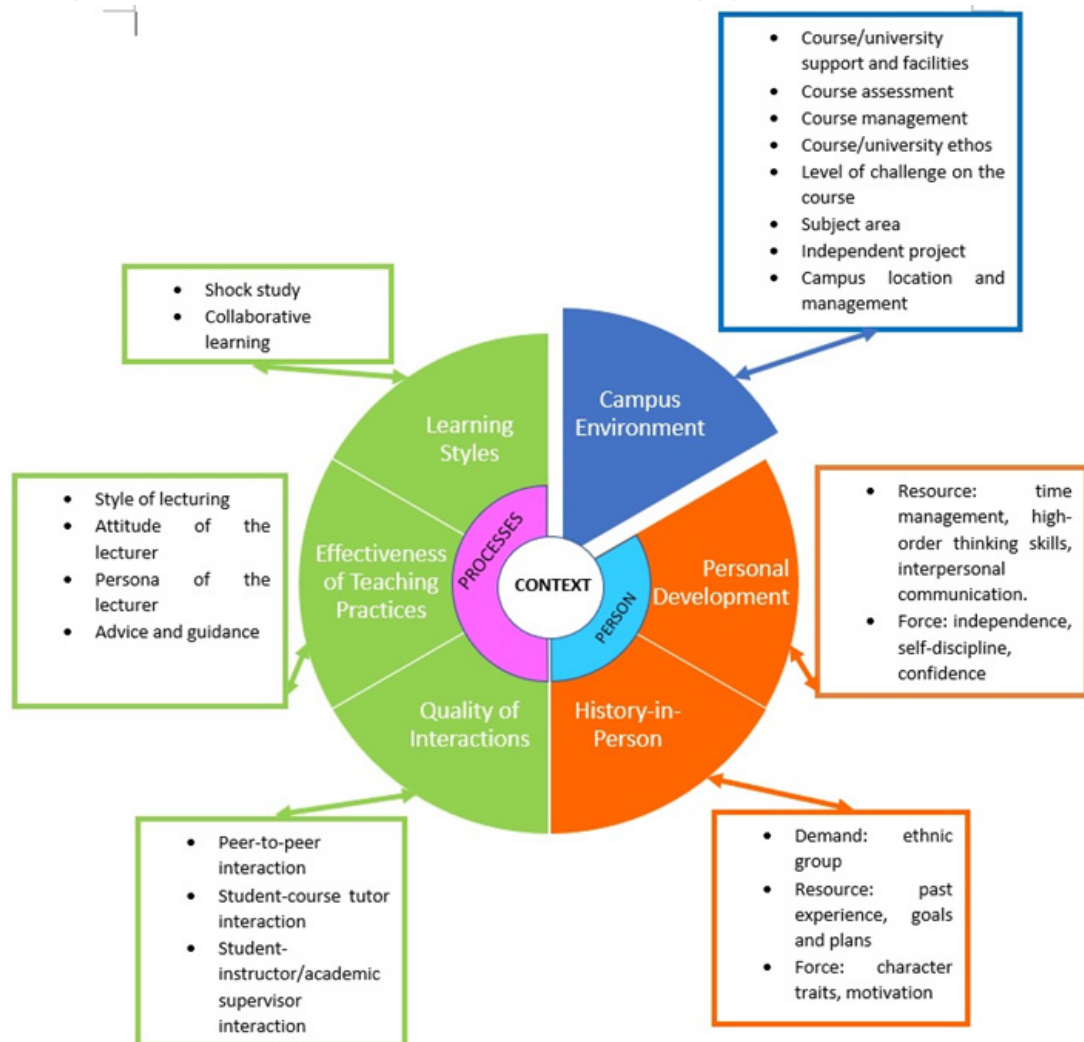 Course/university
support and facilities
Course assessment
Course management
Course/university ethos
Level of challenge on the
course
Subject area
Independent project
Campus location and
management
Shock study
Collaborative
learning
Learning
Styles
Campus
Environment
Style of lecturing
Attitude of the
lecturer
Persona of the
lecturer
Advice and guidance
Effectiveness
of Teaching
Practices
PROCESSES
CONTEXT
PERSON
Personal
Development
Resource: time
management, high-
order thinking skills,
interpersonal
communication.
Force: independence,
self-discipline,
confidence
Quality of
Interactions
History-in-
Person
Peer-to-peer
interaction
Student-course tutor
interaction
Student-
instructor/academic
supervisor
interaction
Demand: ethnic
group
Resource: past
experience, goals
and plans
Force: character
traits, motivation